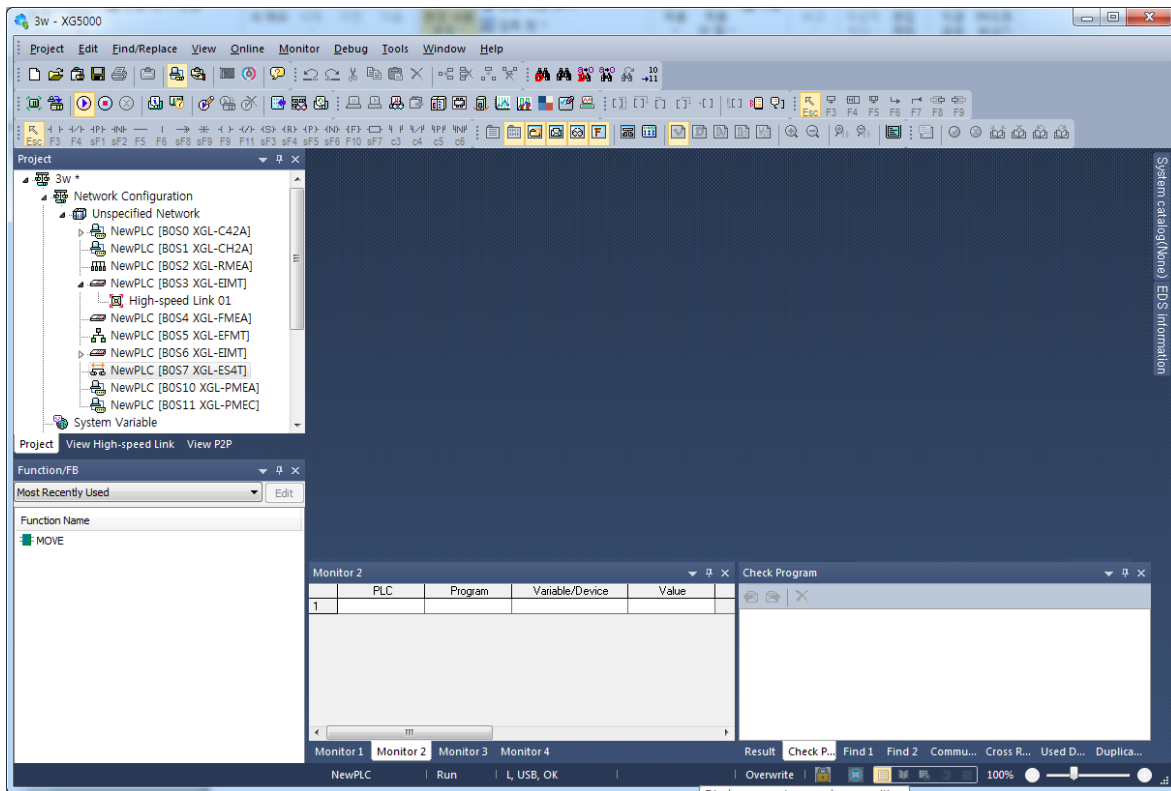 3w - XG5000
Project Edit Find/Replace View Online Monitor Debug Tools Window Help
Esc F3 F4 F5 F6 F7 F8 F9
Esc F3 F4 sF1 sF2 F5 F6 sF8 sF9 F9 F11 sF3 sF4 sF5 sF6 F10 sF7 c3 c4 c5 c6
Project
3w *
Network Configuration
Unspecified Network
NewPLC [B0S0 XGL-C42A]
NewPLC [B0S1 XGL-CH2A]
NewPLC [B0S2 XGL-RMEA]
NewPLC [B0S3 XGL-EIMT]
High-speed Link 01
NewPLC [B0S4 XGL-FMEA]
NewPLC [B0S5 XGL-EFMT]
NewPLC [B0S6 XGL-EIMT]
NewPLC [B0S7 XGL-ES4T]
NewPLC [B0S10 XGL-PMEA]
NewPLC [B0S11 XGL-PMEC]
System Variable
Project View High-speed Link View P2P
System catalog(None) EDS information
Function/FB
Most Recently Used Edit
Function Name
MOVE
Monitor 2
PLC Program Variable/Device Value
1
Monitor 1 Monitor 2 Monitor 3 Monitor 4
Check Program
Result Check P... Find 1 Find 2 Commu... Cross R... Used D... Duplica...
NewPLC Run L, USB, OK Overwrite 100%